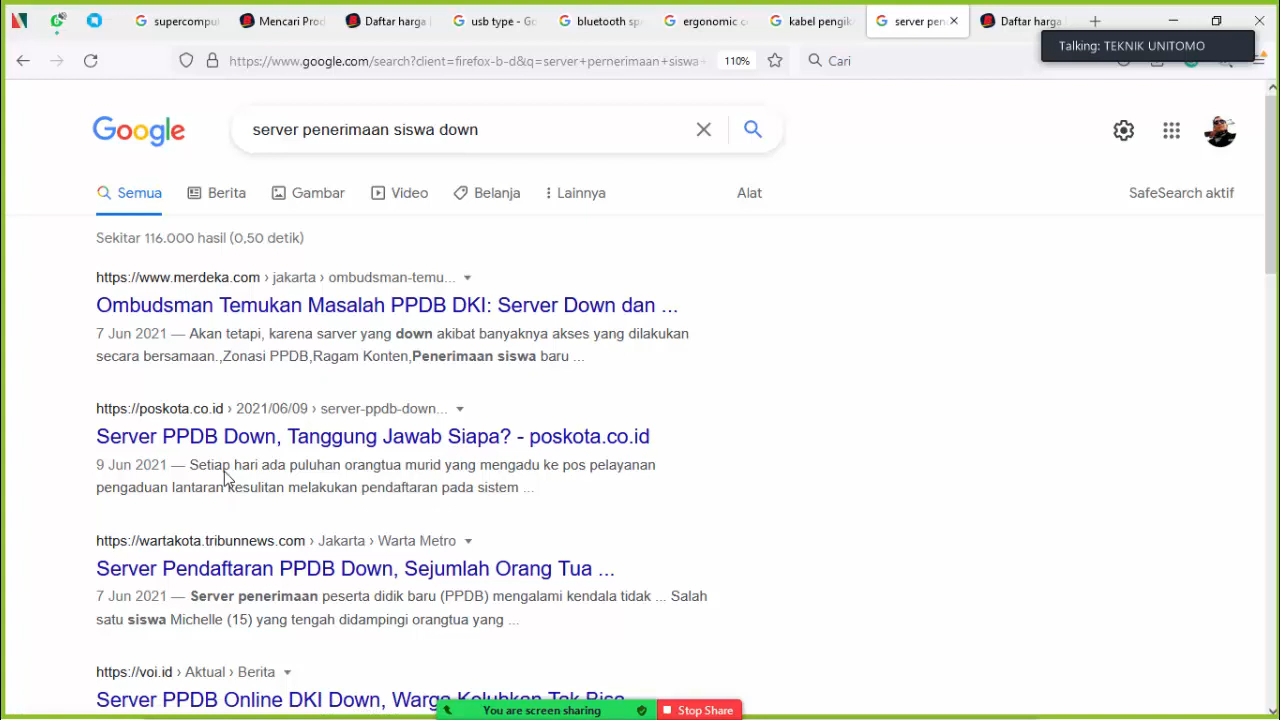 supercompu
Mencari Prod
Daftar harga
usb type - Go
bluetooth sp
ergonomic c
kabel pengik
server pen
Daftar harga
Talking: TEKNIK UNITOMO
https://www.google.com/search?client=firefox-b-d&q=server+pernerimaan+siswa
110%
Cari
Google
server penerimaan siswa down
Semua
Berita
Gambar
Video
Belanja
Lainnya
Alat
SafeSearch aktif
Sekitar 116.000 hasil (0,50 detik)
https://www.merdeka.com › jakarta › ombudsman-temu...
Ombudsman Temukan Masalah PPDB DKI: Server Down dan ...
7 Jun 2021 — Akan tetapi, karena sarver yang down akibat banyaknya akses yang dilakukan
secara bersamaan.,Zonasi PPDB,Ragam Konten,Penerimaan siswa baru ...
https://poskota.co.id › 2021/06/09 › server-ppdb-down...
Server PPDB Down, Tanggung Jawab Siapa? - poskota.co.id
9 Jun 2021 — Setiap hari ada puluhan orangtua murid yang mengadu ke pos pelayanan
pengaduan lantaran kesulitan melakukan pendaftaran pada sistem ...
https://wartakota.tribunnews.com › Jakarta › Warta Metro
Server Pendaftaran PPDB Down, Sejumlah Orang Tua ...
7 Jun 2021 — Server penerimaan peserta didik baru (PPDB) mengalami kendala tidak ... Salah
satu siswa Michelle (15) yang tengah didampingi orangtua yang ...
https://voi.id › Aktual › Berita
Server PPDB Online DKI Down, Warga Keluhkan Tak Bisa
You are screen sharing
Stop Share